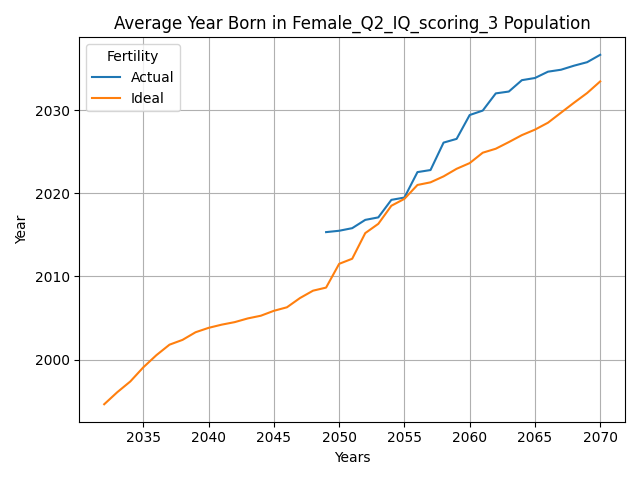 Average Year Born in Female_Q2_IQ_scoring_3 Population
Fertility
Actual
Ideal
Year
2030
2020
2010
2000
2035 2040 2045 2050 2055 2060 2065 2070
Years